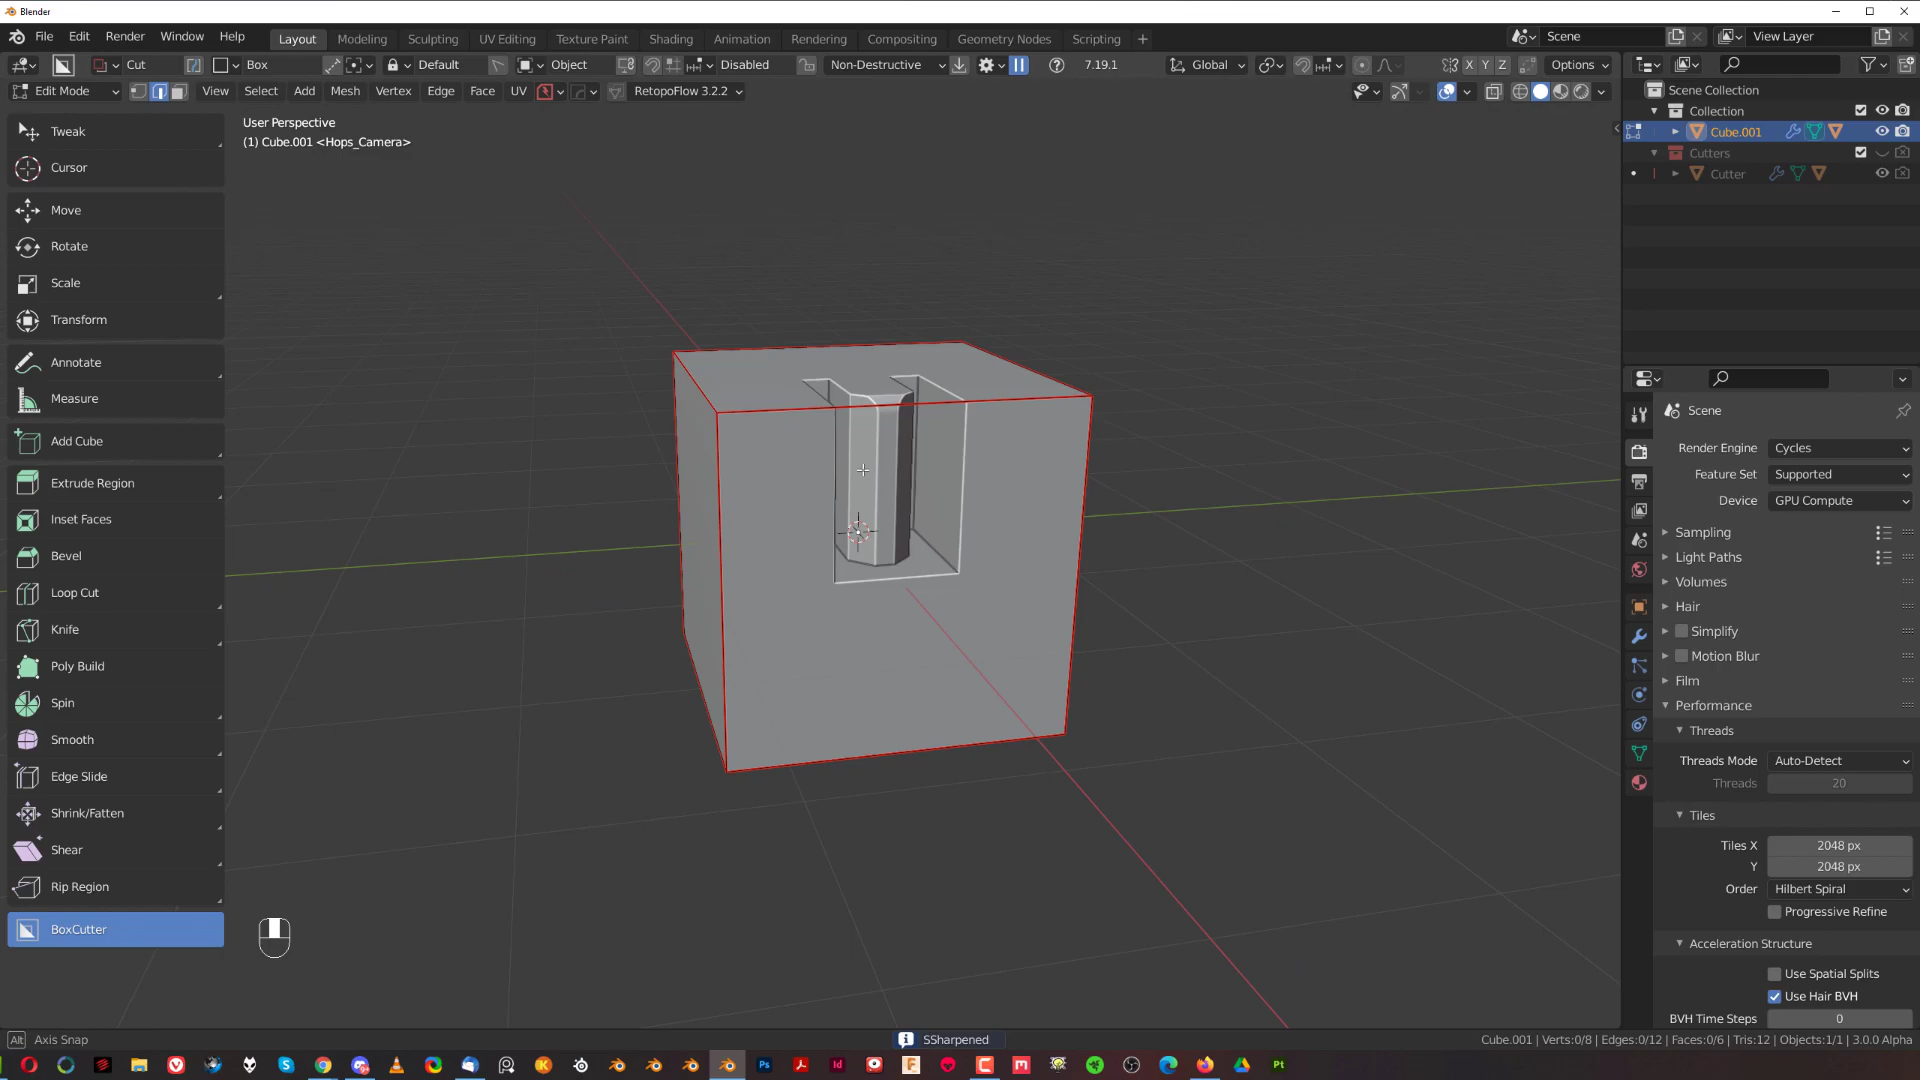 Blender
File Edit Render Window Help Layout Modeling Sculpting UV Editing Texture Paint Shading Animation Rendering Compositing Geometry Nodes Scripting + Scene View Layer
Cut Box Default Object Disabled Non-Destructive 7.19.1 Global X Y Z Options
Edit Mode View Select Add Mesh Vertex Edge Face UV RetopoFlow 3.2.2
User Perspective
(1) Cube.001 <Hops_Camera>
Tweak
Cursor
Move
Rotate
Scale
Transform
Annotate
Measure
Add Cube
Extrude Region
Inset Faces
Bevel
Loop Cut
Knife
Poly Build
Spin
Smooth
Edge Slide
Shrink/Fatten
Shear
Rip Region
BoxCutter
Scene Collection
Collection
Cube.001
Cutters
Cutter
Scene
Render Engine Cycles
Feature Set Supported
Device GPU Compute
Sampling
Light Paths
Volumes
Hair
Simplify
Motion Blur
Film
Performance
Threads
Threads Mode Auto-Detect
Threads 20
Tiles
Tiles X 2048 px
Y 2048 px
Order Hilbert Spiral
Progressive Refine
Acceleration Structure
Use Spatial Splits
Use Hair BVH
BVH Time Steps 0
Alt Axis Snap
SSharpened
Cube.001 | Verts:0/8 | Edges:0/12 | Faces:0/6 | Tris:12 | Objects:1/1 | 3.0.0 Alpha
Ps Id F m Pt